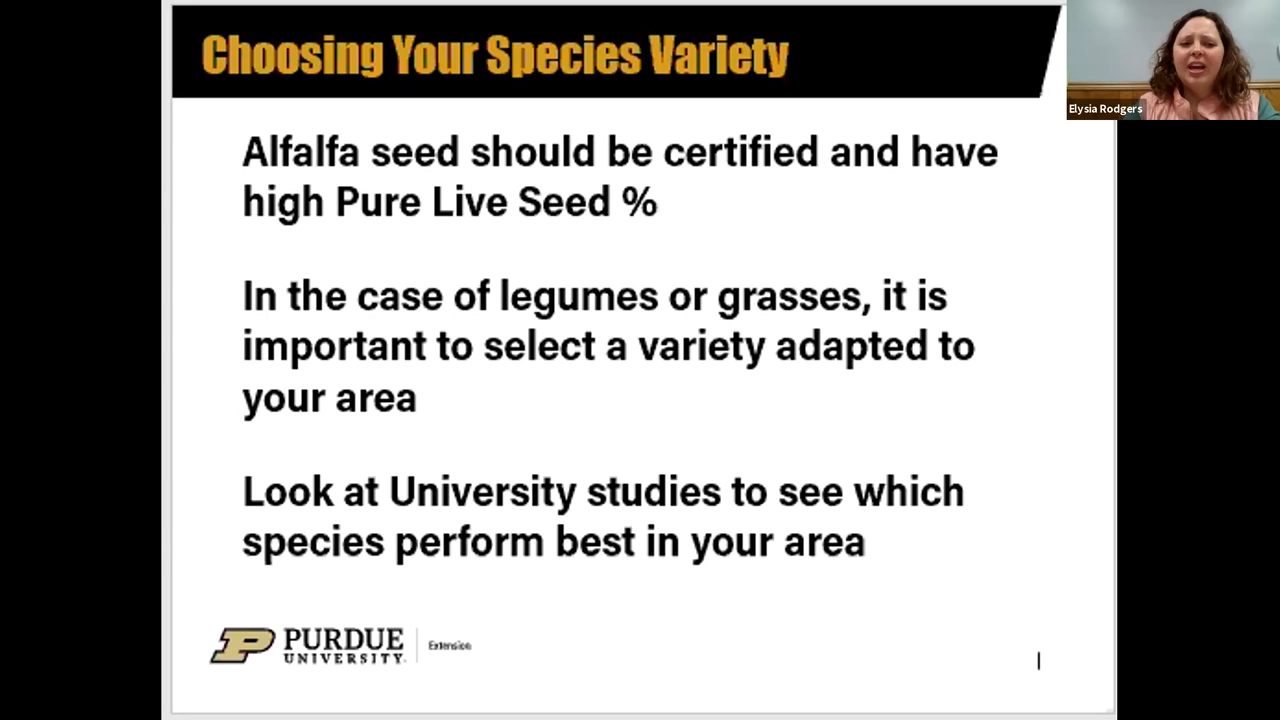 Choosing Your Species Variety
Elysia Rodgers
Alfalfa seed should be certified and have
high Pure Live Seed %
In the case of legumes or grasses, it is
important to select a variety adapted to
your area
Look at University studies to see which
species perform best in your area
PURDUE
UNIVERSITY
Extension